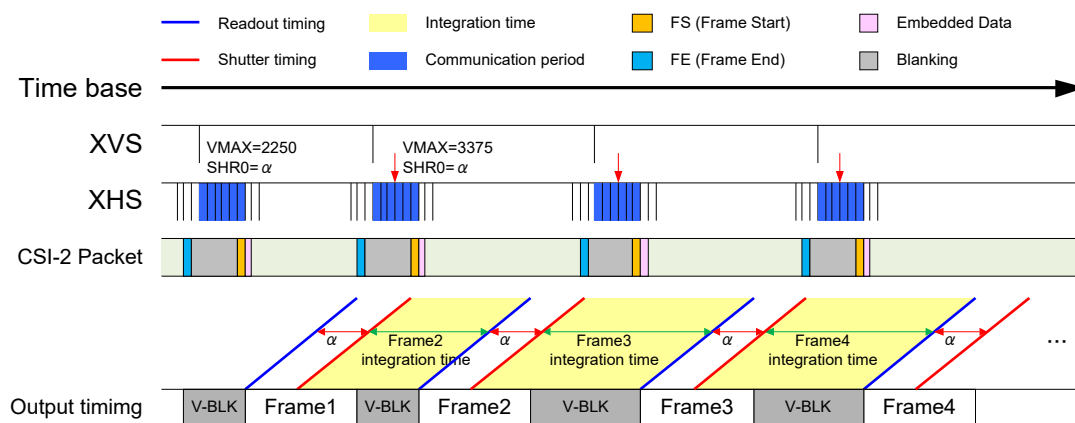 Readout timing
Integration time
FS (Frame Start)
Embedded Data
Shutter timing
Communication period
FE (Frame End)
Blanking
Time base
XVS
VMAX=2250
SHR0= α
VMAX=3375
SHR0= α
XHS
CSI-2 Packet
α
Frame2
integration time
α
Frame3
integration time
α
Frame4
integration time
α
...
Output timimg
V-BLK
Frame1
V-BLK
Frame2
V-BLK
Frame3
V-BLK
Frame4